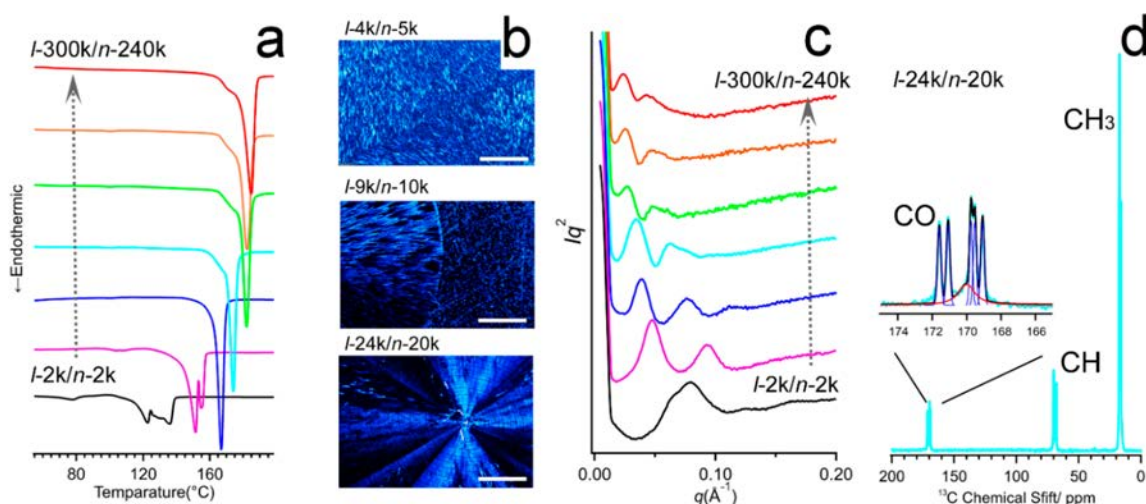 a
l-300k/n-240k
←Endothermic
l-2k/n-2k
80
120
160
Temparature(°C)
b
l-4k/n-5k
l-9k/n-10k
l-24k/n-20k
c
l-300k/n-240k
Iq²
l-2k/n-2k
0.00
0.10
0.20
q(Å⁻¹)
d
l-24k/n-20k
CH₃
CO
174
172
170
168
166
CH
200
150
100
50
0
¹³C Chemical Sfift/ ppm